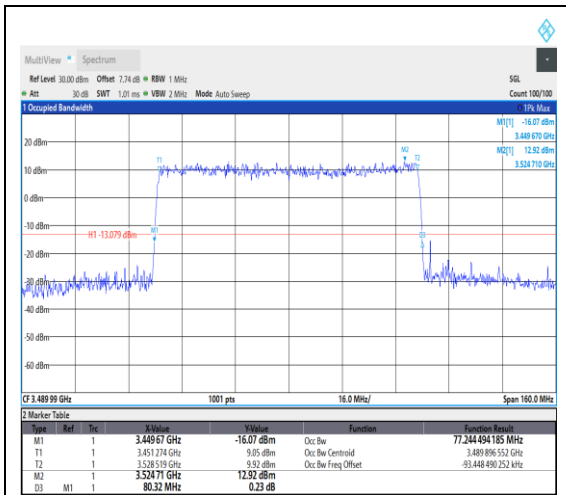 MultiView Spectrum
Ref Level 30.00 dBm Offset 7.74 dB RBW 1 MHz SGL
Att 30 dB SWT 1.01 ms VBW 2 MHz Mode Auto Sweep Count 100/100
1 Occupied Bandwidth 1Pk Max
M1[1] -16.07 dBm
3.449 670 GHz
M2[1] 12.92 dBm
3.524 710 GHz
20 dBm
M2
T1 T2
10 dBm
0 dBm
-10 dBm
H1 -13.079 dBm M1 D3
-20 dBm
-30 dBm
-40 dBm
-50 dBm
-60 dBm
CF 3.489 99 GHz 1001 pts 16.0 MHz/ Span 160.0 MHz
2 Marker Table
Type Ref Trc X-Value Y-Value Function Function Result
M1 1 3.449 67 GHz -16.07 dBm Occ Bw 77.244 494 185 MHz
T1 1 3.451 274 GHz 9.05 dBm Occ Bw Centroid 3.489 896 552 GHz
T2 1 3.528 519 GHz 9.92 dBm Occ Bw Freq Offset -93.448 490 252 kHz
M2 1 3.524 71 GHz 12.92 dBm
D3 M1 1 80.32 MHz 0.23 dB